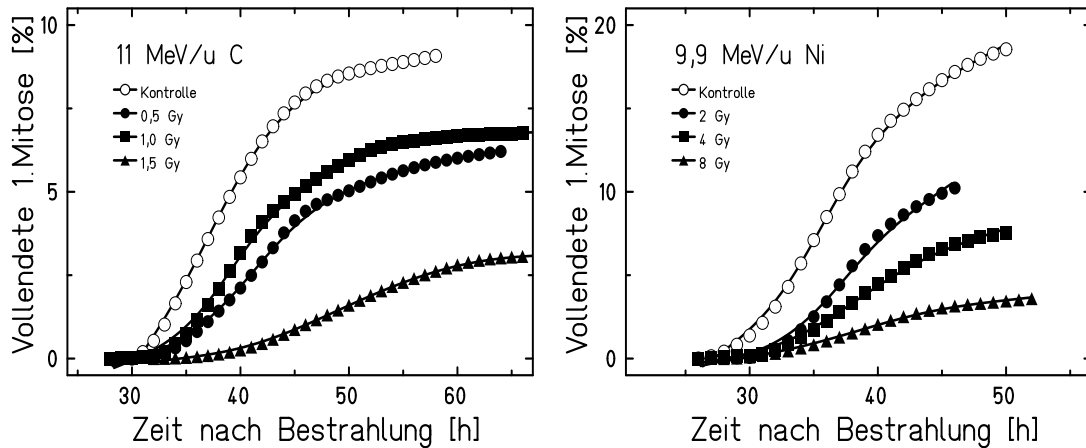 Vollendete 1.Mitose [%]
10
5
0
11 MeV/u C
Kontrolle
0,5 Gy
1,0 Gy
1,5 Gy
30 40 50 60
Zeit nach Bestrahlung [h]
Vollendete 1.Mitose [%]
20
10
0
9,9 MeV/u Ni
Kontrolle
2 Gy
4 Gy
8 Gy
30 40 50
Zeit nach Bestrahlung [h]